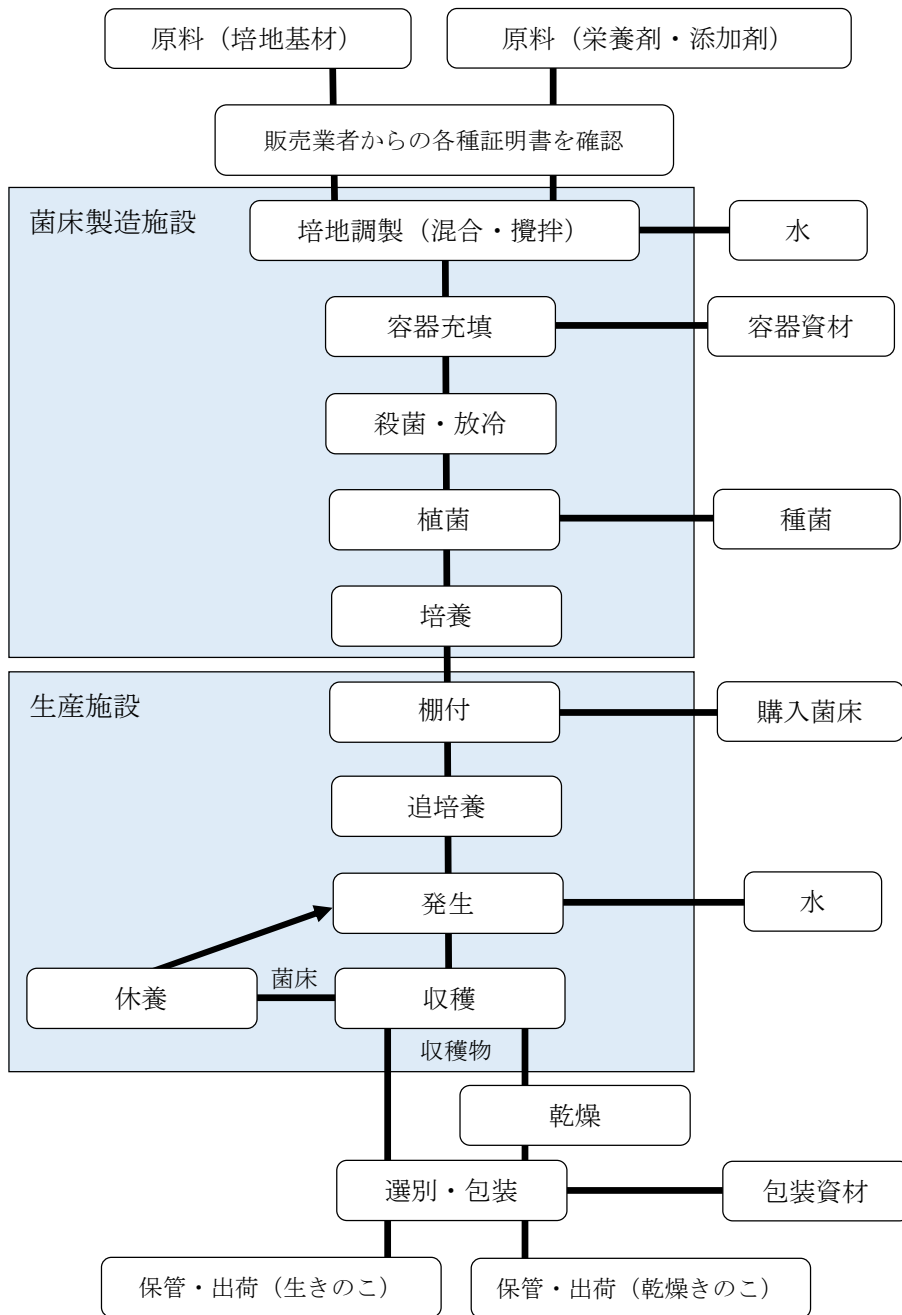 原料（培地基材）
原料（栄養剤・添加剤）
販売業者からの各種証明書を確認
菌床製造施設
培地調製（混合・攪拌）
水
容器充填
容器資材
殺菌・放冷
植菌
種菌
培養
生産施設
棚付
購入菌床
追培養
発生
水
休養
菌床
収穫
収穫物
乾燥
選別・包装
包装資材
保管・出荷（生きのこ）
保管・出荷（乾燥きのこ）